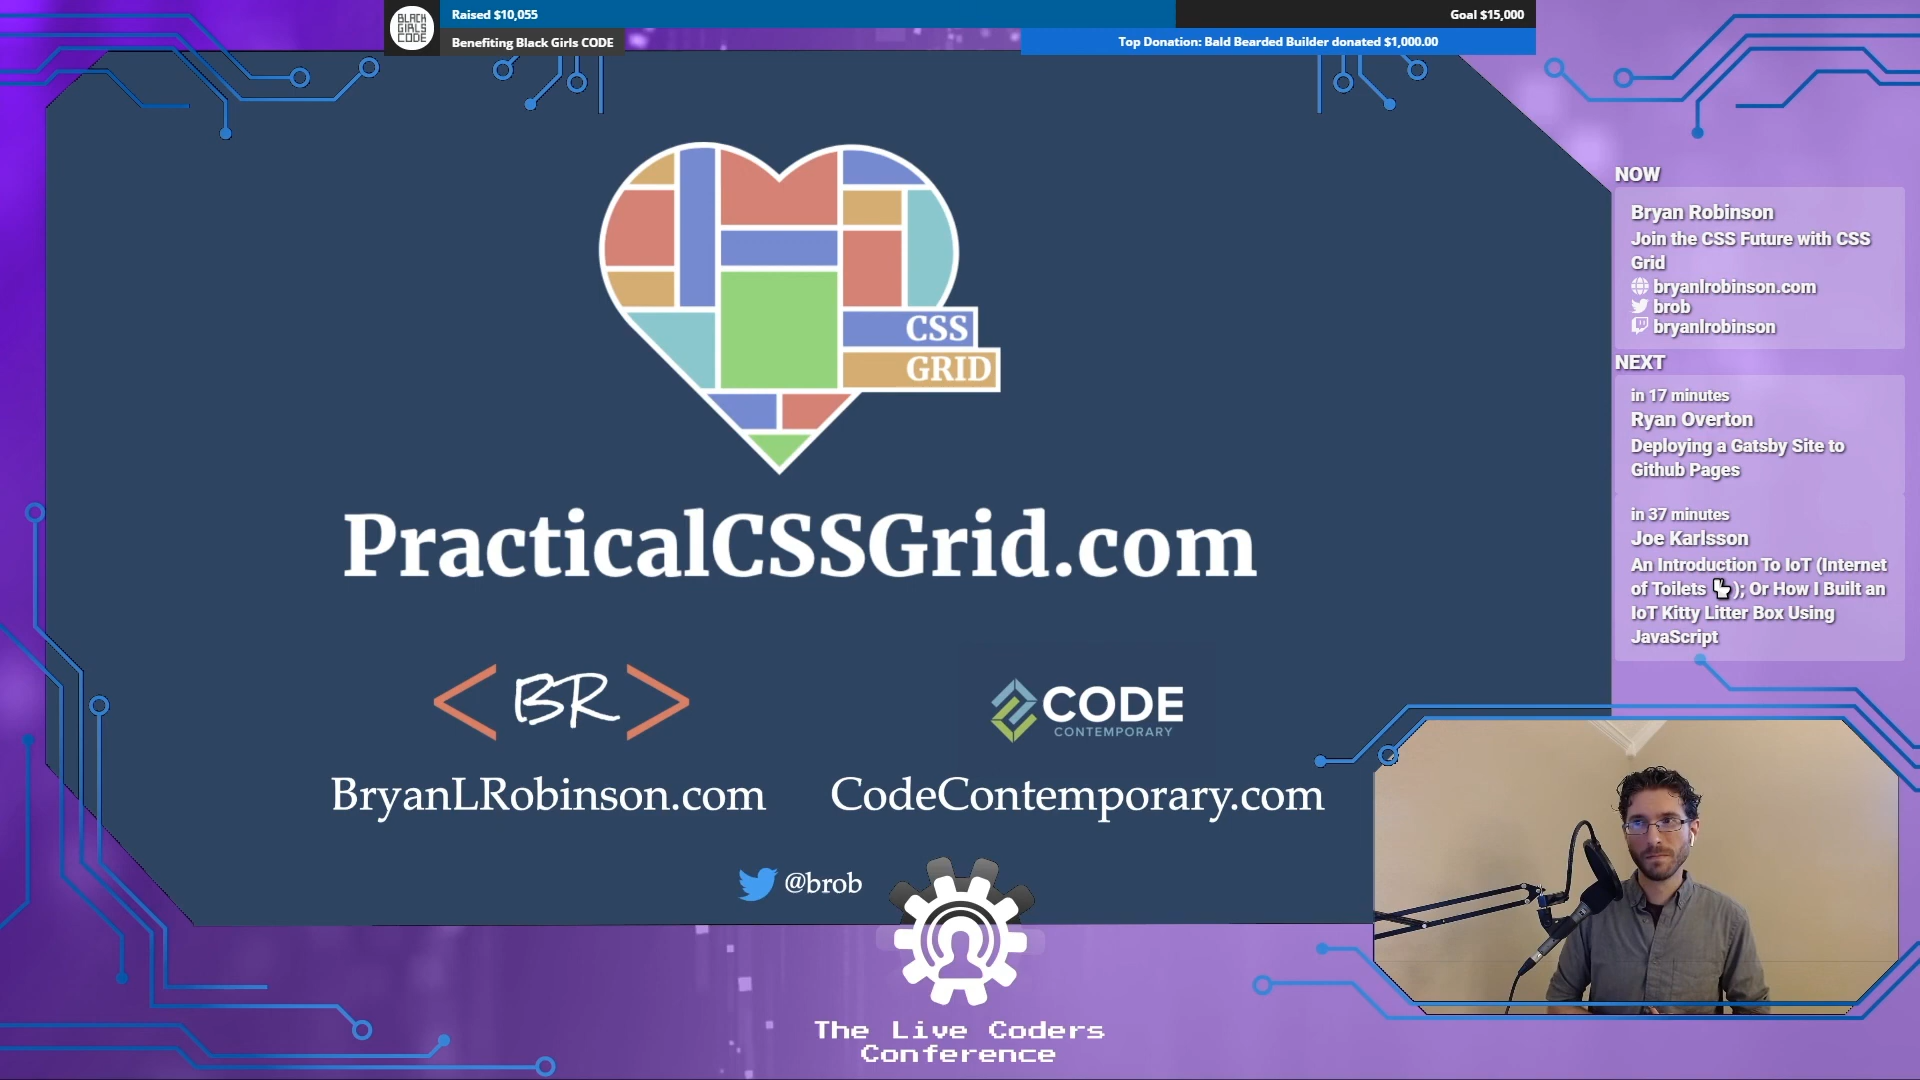 BLACK
GIRLS
CODE
Raised $10,055
Goal $15,000
Benefiting Black Girls CODE
Top Donation: Bald Bearded Builder donated $1,000.00
CSS
GRID
PracticalCSSGrid.com
BR
CODE
CONTEMPORARY
BryanLRobinson.com
CodeContemporary.com
@brob
The Live Coders
Conference
NOW
Bryan Robinson
Join the CSS Future with CSS
Grid
bryanlrobinson.com
brob
bryanlrobinson
NEXT
in 17 minutes
Ryan Overton
Deploying a Gatsby Site to
Github Pages
in 37 minutes
Joe Karlsson
An Introduction To IoT (Internet
of Toilets 🚽); Or How I Built an
IoT Kitty Litter Box Using
JavaScript